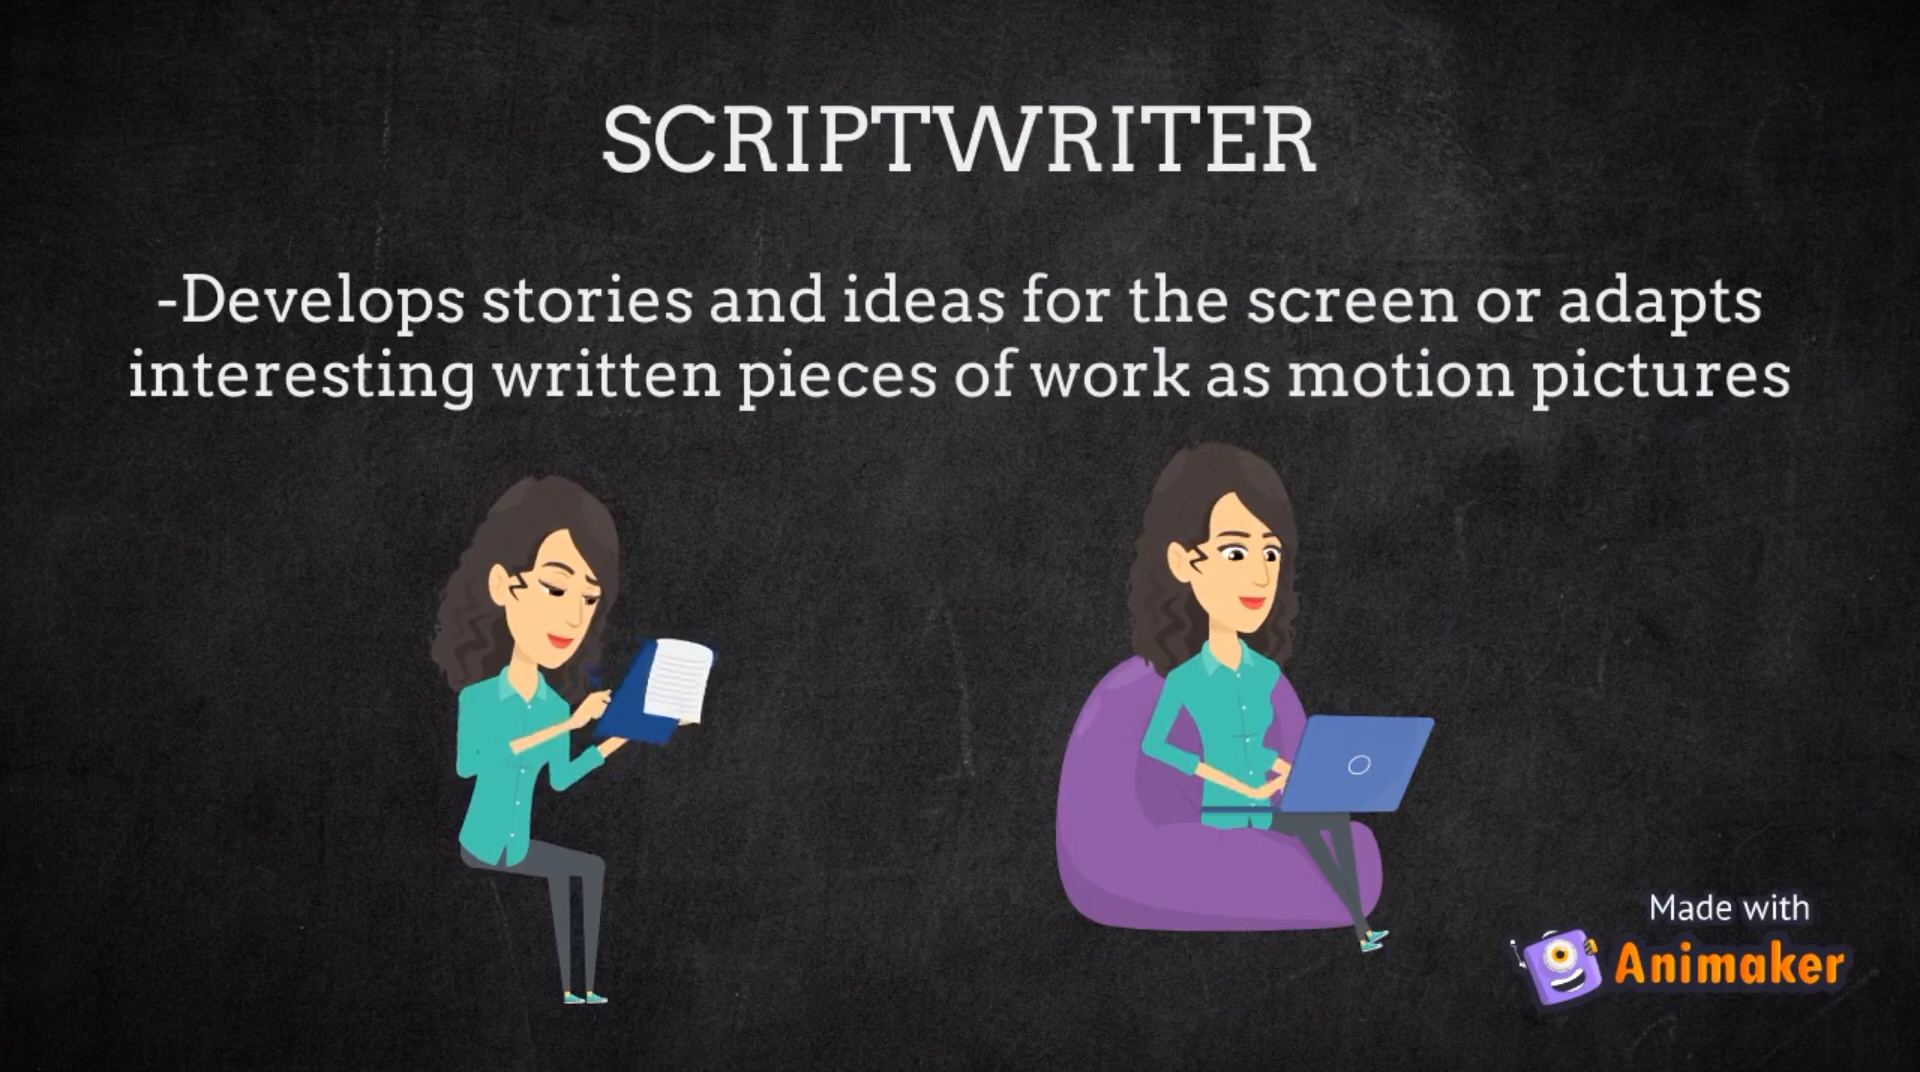 SCRIPTWRITER
-Develops stories and ideas for the screen or adapts
interesting written pieces of work as motion pictures
Made with
Animaker